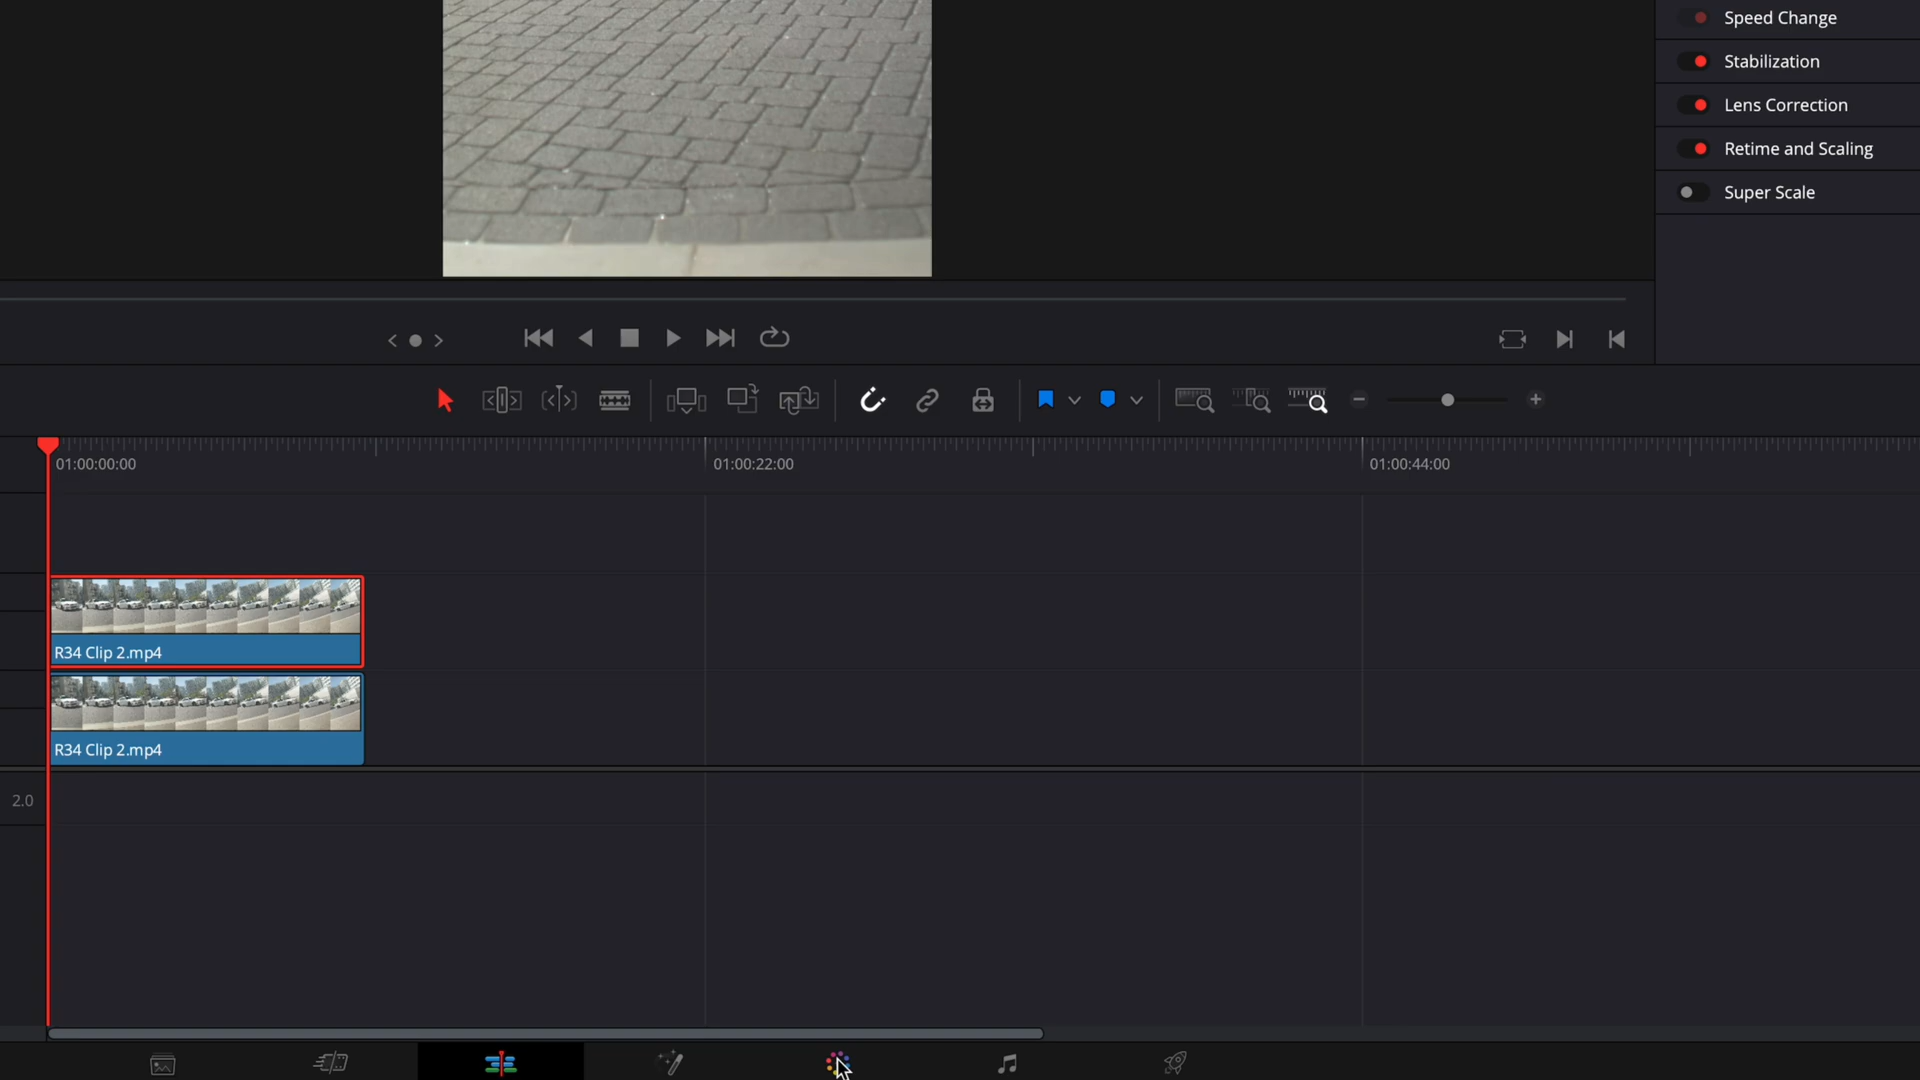 Speed Change
Stabilization
Lens Correction
Retime and Scaling
Super Scale
01:00:00:00
01:00:22:00
01:00:44:00
R34 Clip 2.mp4
R34 Clip 2.mp4
2.0